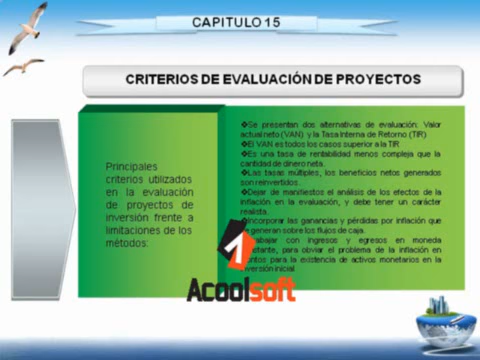 CAPITULO 15
CRITERIOS DE EVALUACIÓN DE PROYECTOS
Principales
criterios utilizados
en la evaluación
de proyectos de
inversión frente a
limitaciones de los
métodos:
❖Se presentan dos alternativas de evaluación: Valor
actual neto (VAN) y la Tasa Interna de Retorno (TIR)
❖El VAN es todos los casos superior a la TIR
❖Es una tasa de rentabilidad menos compleja que la
cantidad de dinero neta.
❖Las tasas múltiples, los beneficios netos generados
son reinvertidos.
❖Dejar de manifiestos el análisis de los efectos de la
inflación en la evaluación, y debe tener un carácter
realista.
❖Incorporar las ganancias y pérdidas por inflación que
se generan sobre los flujos de caja.
Trabajar con ingresos y egresos en moneda
constante, para obviar el problema de la inflación en
para la existencia de activos monetarios en la
inversión inicial
Acoolsoft